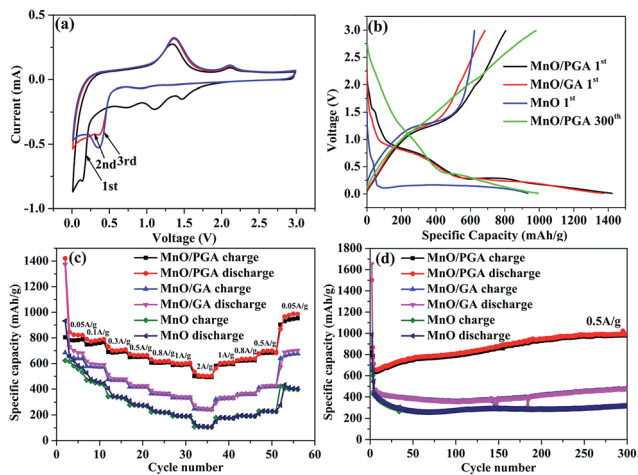 (a)
Current (mA)
0.5
0.0
-0.5
-1.0
2nd
3rd
1st
0.0 0.5 1.0 1.5 2.0 2.5 3.0
Voltage (V)
(b)
Voltage (V)
4.0
3.5
3.0
2.5
2.0
1.5
1.0
0.5
0.0
MnO/PGA 1st
MnO/GA 1st
MnO 1st
MnO/PGA 300th
0 200 400 600 800 1000 1200 1400
Specific Capacity (mAh/g)
(c)
Specific capacity (mAh/g)
1400
1200
1000
800
600
400
200
0
MnO/PGA charge
MnO/PGA discharge
MnO/GA charge
MnO/GA discharge
MnO charge
MnO discharge
0.05A/g
0.1A/g
0.3A/g
0.5A/g
0.8A/g
1A/g
2A/g
1A/g
0.8A/g
0.5A/g
0.05A/g
0 10 20 30 40 50 60
Cycle number
(d)
Specific capacity (mAh/g)
1800
1600
1400
1200
1000
800
600
400
200
0
MnO/PGA charge
MnO/PGA discharge
MnO/GA charge
MnO/GA discharge
MnO charge
MnO discharge
0.5A/g
0 50 100 150 200 250 300
Cycle number